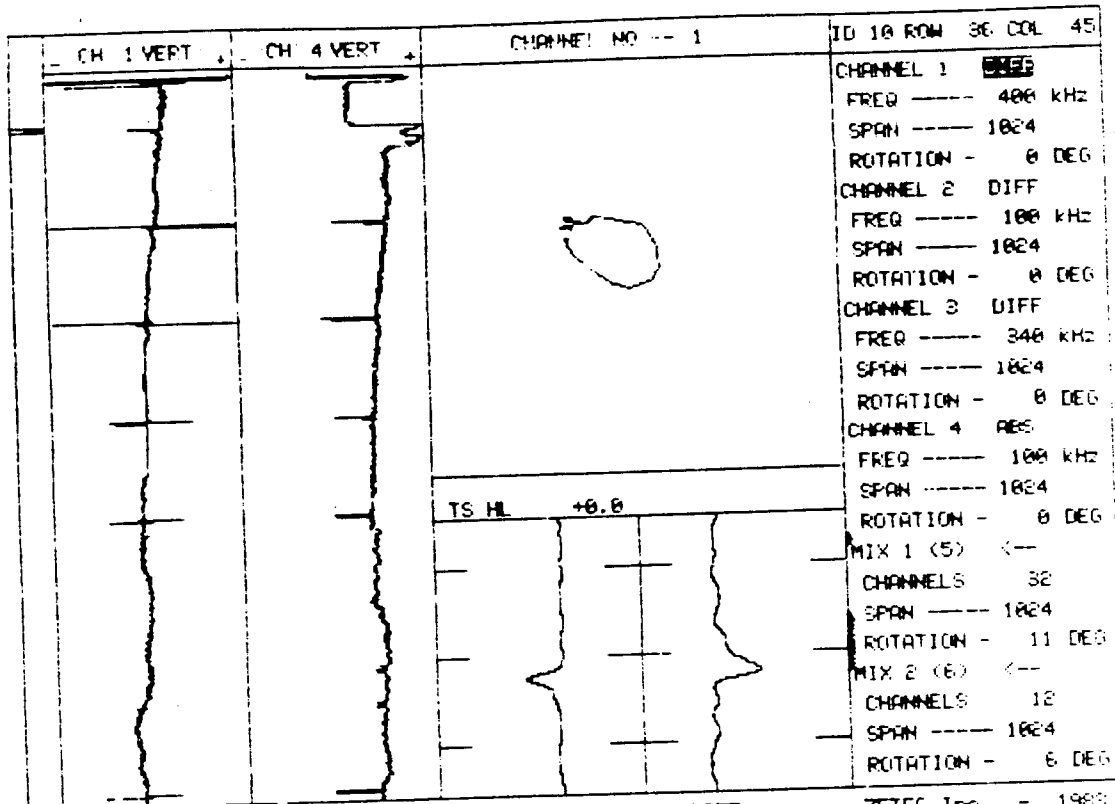 _ CH 1 VERT +
_ CH 4 VERT +
CHANNEL NO -- 1
TS HL +0.0
ID 10 ROW 36 COL 45
CHANNEL 1 DIFF
FREQ ----- 400 kHz
SPAN ----- 1024
ROTATION - 0 DEG
CHANNEL 2 DIFF
FREQ ----- 100 kHz
SPAN ----- 1024
ROTATION - 0 DEG
CHANNEL 3 DIFF
FREQ ----- 340 kHz
SPAN ----- 1024
ROTATION - 0 DEG
CHANNEL 4 ABS
FREQ ----- 100 kHz
SPAN ----- 1024
ROTATION - 0 DEG
MIX 1 (5) <--
CHANNELS 32
SPAN ----- 1024
ROTATION - 11 DEG
MIX 2 (6) <--
CHANNELS 12
SPAN ----- 1024
ROTATION - 6 DEG
ZETEC Inc. -